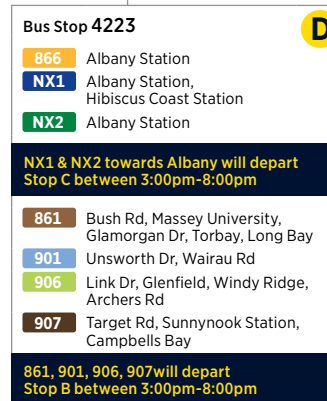 Bus Stop 4223
D
866 Albany Station
NX1 Albany Station,
Hibiscus Coast Station
NX2 Albany Station
NX1 & NX2 towards Albany will depart
Stop C between 3:00pm-8:00pm
861 Bush Rd, Massey University,
Glamorgan Dr, Torbay, Long Bay
901 Unsworth Dr, Wairau Rd
906 Link Dr, Glenfield, Windy Ridge,
Archers Rd
907 Target Rd, Sunnynook Station,
Campbells Bay
861, 901, 906, 907will depart
Stop B between 3:00pm-8:00pm